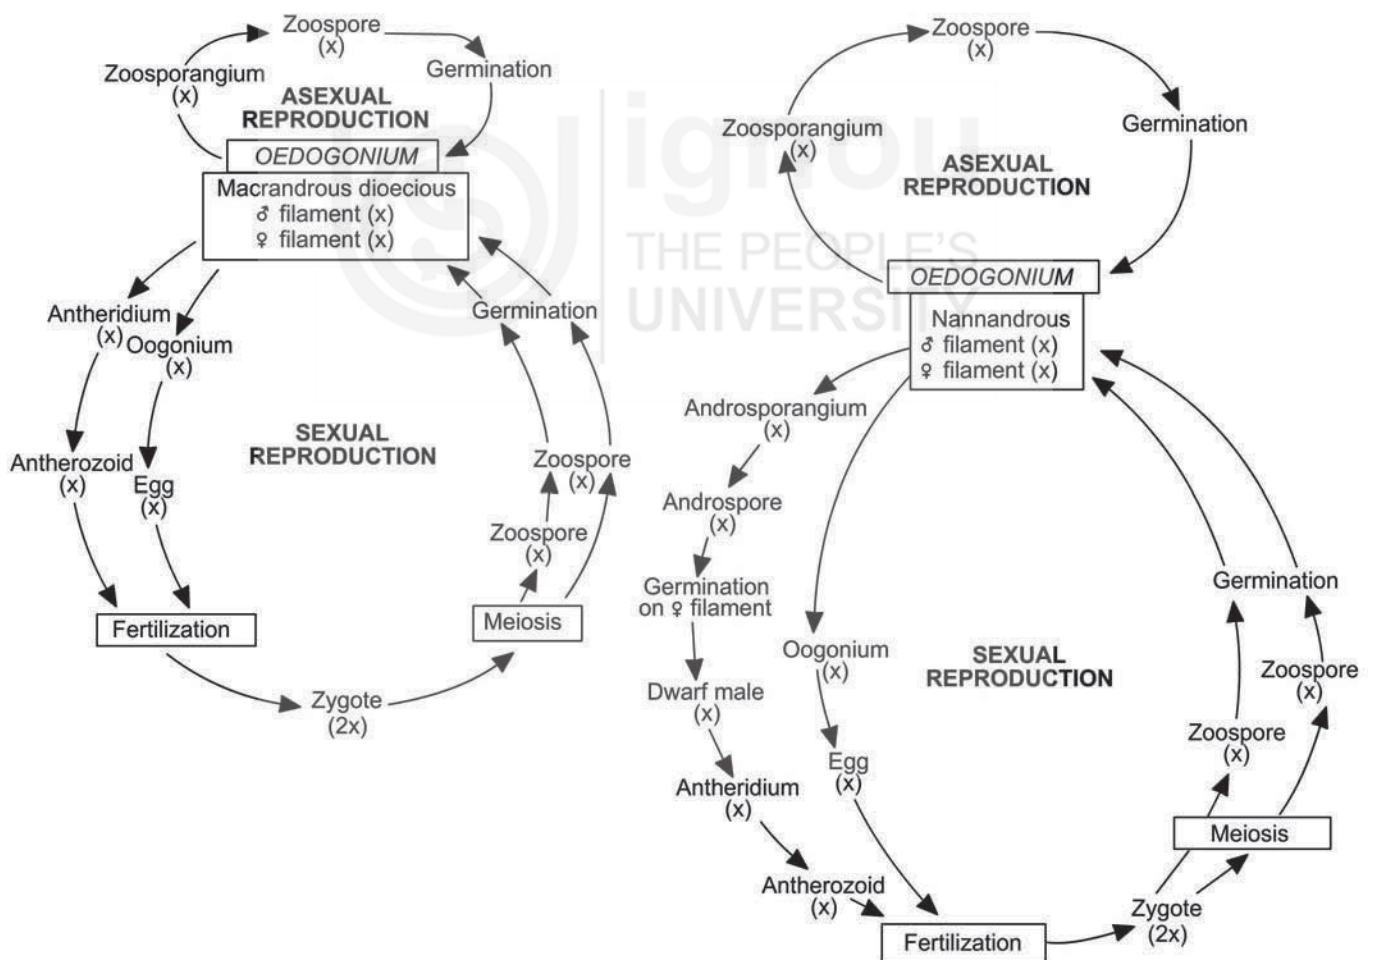 Zoospore
(x)
Zoosporangium
(x)
Germination
ASEXUAL
REPRODUCTION
OEDOGONIUM
Macrandrous dioecious
♂ filament (x)
♀ filament (x)
Antheridium
(x)
Oogonium
(x)
Germination
SEXUAL
REPRODUCTION
Antherozoid
(x)
Egg
(x)
Zoospore
(x)
Zoospore
(x)
Fertilization
Meiosis
Zygote
(2x)
ignou
THE PEOPLE'S
UNIVERSITY
Zoospore
(x)
Zoosporangium
(x)
Germination
ASEXUAL
REPRODUCTION
OEDOGONIUM
Nannandrous
♂ filament (x)
♀ filament (x)
Androsporangium
(x)
Androspore
(x)
Germination
on ♀ filament
Dwarf male
(x)
Antheridium
(x)
Antherozoid
(x)
Oogonium
(x)
Egg
(x)
SEXUAL
REPRODUCTION
Germination
Zoospore
(x)
Zoospore
(x)
Meiosis
Zygote
(2x)
Fertilization